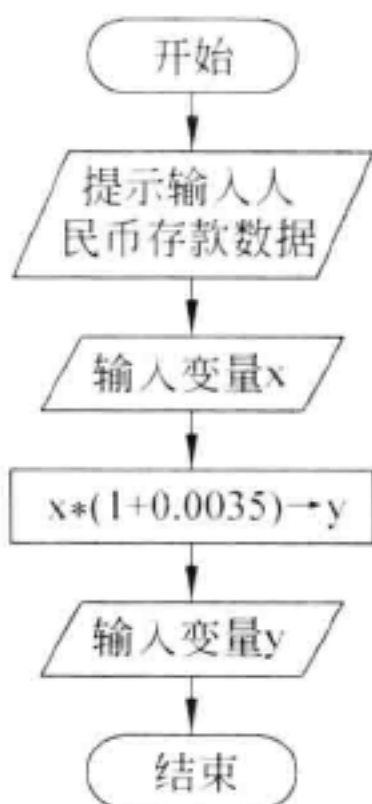 开始
提示输入人
民币存款数据
输入变量x
x*(1+0.0035)→y
输入变量y
结束